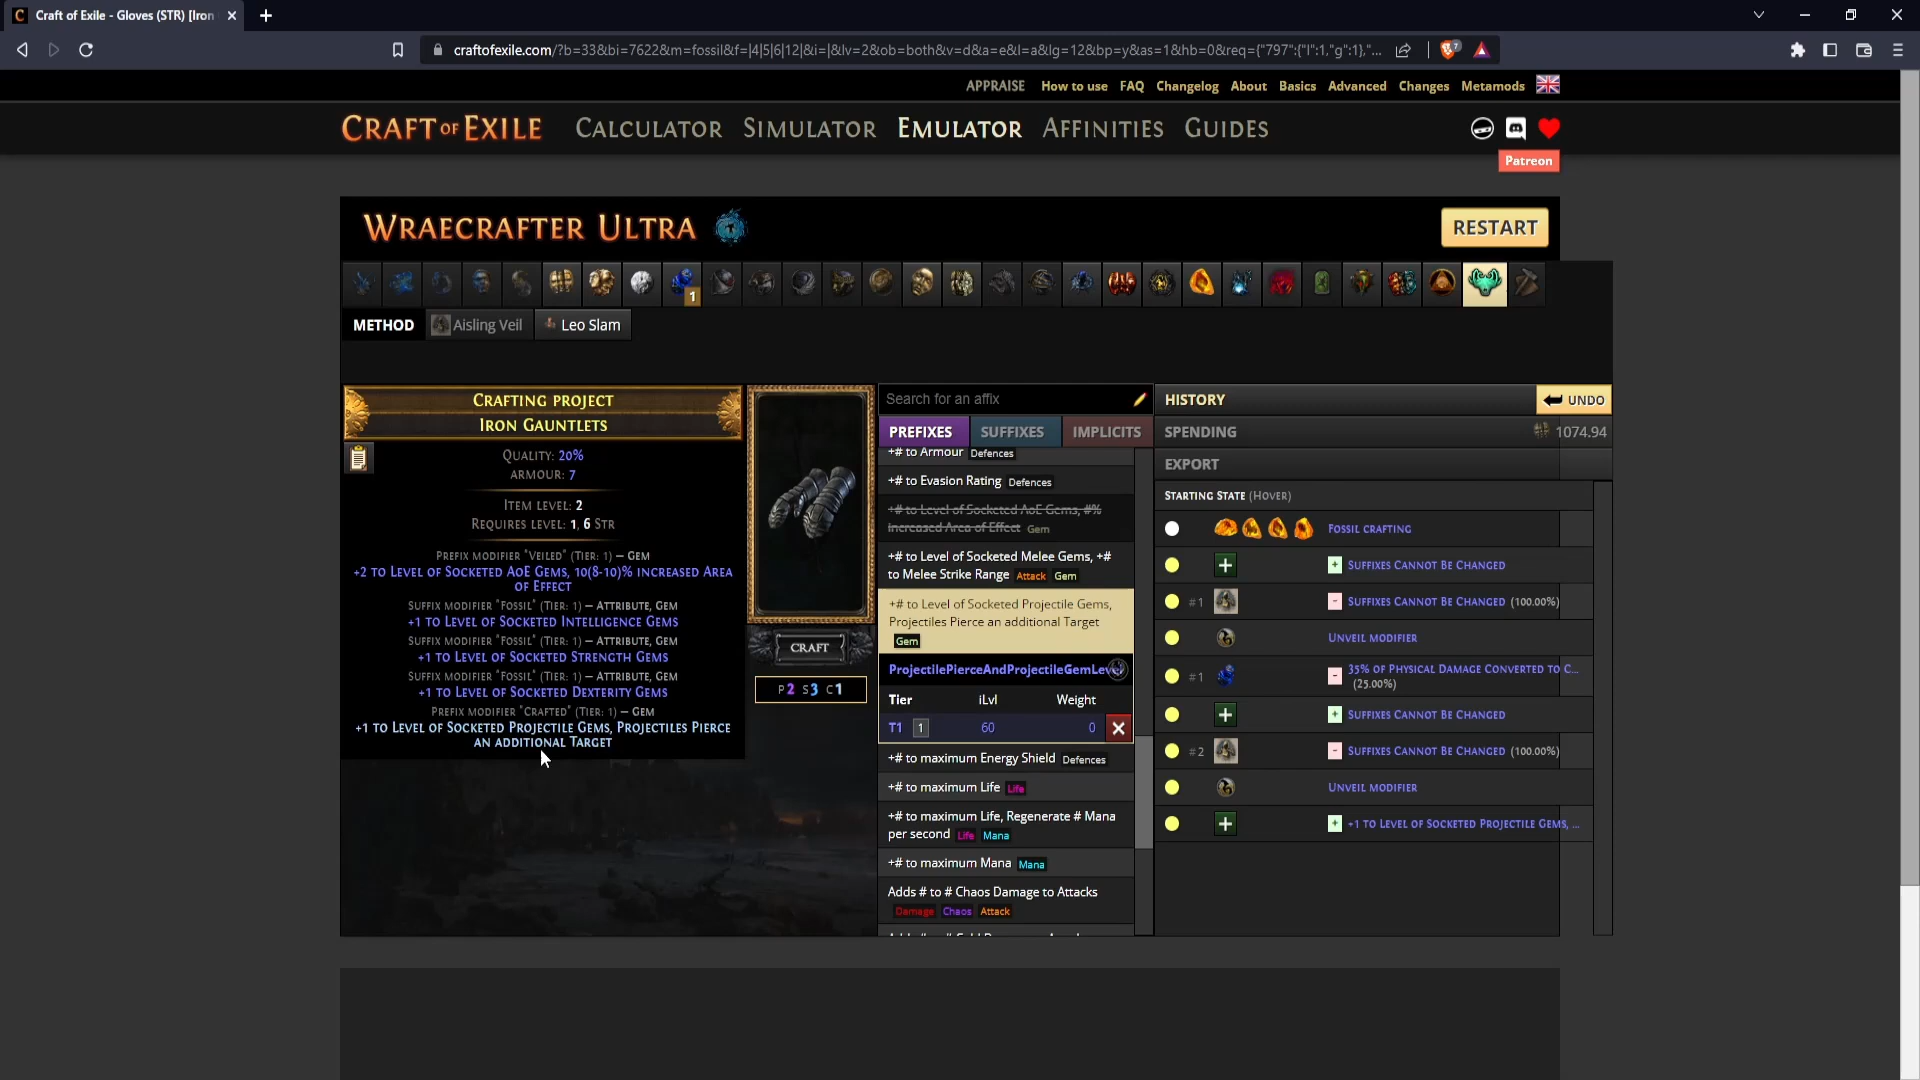 Craft of Exile - Gloves (STR) [Iron
craftofexile.com/?b=33&bi=7622&m=fossil&f=|4|5|6|12|&i=|&lv=2&ob=both&v=d&a=e&l=a&lg=12&bp=y&as=1&hb=0&req={"797":{"l":1,"g":1},"...
7
APPRAISE How to use FAQ Changelog About Basics Advanced Changes Metamods
CRAFT OF EXILE CALCULATOR SIMULATOR EMULATOR AFFINITIES GUIDES
Patreon
WRAECRAFTER ULTRA
RESTART
1
METHOD Aisling Veil Leo Slam
CRAFTING PROJECT
IRON GAUNTLETS
QUALITY: 20%
ARMOUR: 7
ITEM LEVEL: 2
REQUIRES LEVEL: 1, 6 STR
PREFIX MODIFIER "VEILED" (TIER: 1) — GEM
+2 TO LEVEL OF SOCKETED AOE GEMS, 10(8-10)% INCREASED AREA
OF EFFECT
SUFFIX MODIFIER "FOSSIL" (TIER: 1) — ATTRIBUTE, GEM
+1 TO LEVEL OF SOCKETED INTELLIGENCE GEMS
SUFFIX MODIFIER "FOSSIL" (TIER: 1) — ATTRIBUTE, GEM
+1 TO LEVEL OF SOCKETED STRENGTH GEMS
SUFFIX MODIFIER "FOSSIL" (TIER: 1) — ATTRIBUTE, GEM
+1 TO LEVEL OF SOCKETED DEXTERITY GEMS
PREFIX MODIFIER "CRAFTED" (TIER: 1) — GEM
+1 TO LEVEL OF SOCKETED PROJECTILE GEMS, PROJECTILES PIERCE
AN ADDITIONAL TARGET
CRAFT
P2 S3 C1
Search for an affix
PREFIXES SUFFIXES IMPLICITS
+# to Armour Defences
+# to Evasion Rating Defences
+# to Level of Socketed AoE Gems, #%
increased Area of Effect Gem
+# to Level of Socketed Melee Gems, +#
to Melee Strike Range Attack Gem
+# to Level of Socketed Projectile Gems,
Projectiles Pierce an additional Target
Gem
ProjectilePierceAndProjectileGemLev
Tier iLvl Weight
T1 1 60 0
+# to maximum Energy Shield Defences
+# to maximum Life Life
+# to maximum Life, Regenerate # Mana
per second Life Mana
+# to maximum Mana Mana
Adds # to # Chaos Damage to Attacks
Damage Chaos Attack
HISTORY UNDO
SPENDING 1074.94
EXPORT
STARTING STATE (HOVER)
FOSSIL CRAFTING
+ + SUFFIXES CANNOT BE CHANGED
#1 - SUFFIXES CANNOT BE CHANGED (100.00%)
UNVEIL MODIFIER
#1 - 35% OF PHYSICAL DAMAGE CONVERTED TO C...
(25.00%)
+ + SUFFIXES CANNOT BE CHANGED
#2 - SUFFIXES CANNOT BE CHANGED (100.00%)
UNVEIL MODIFIER
+ + +1 TO LEVEL OF SOCKETED PROJECTILE GEMS, ...